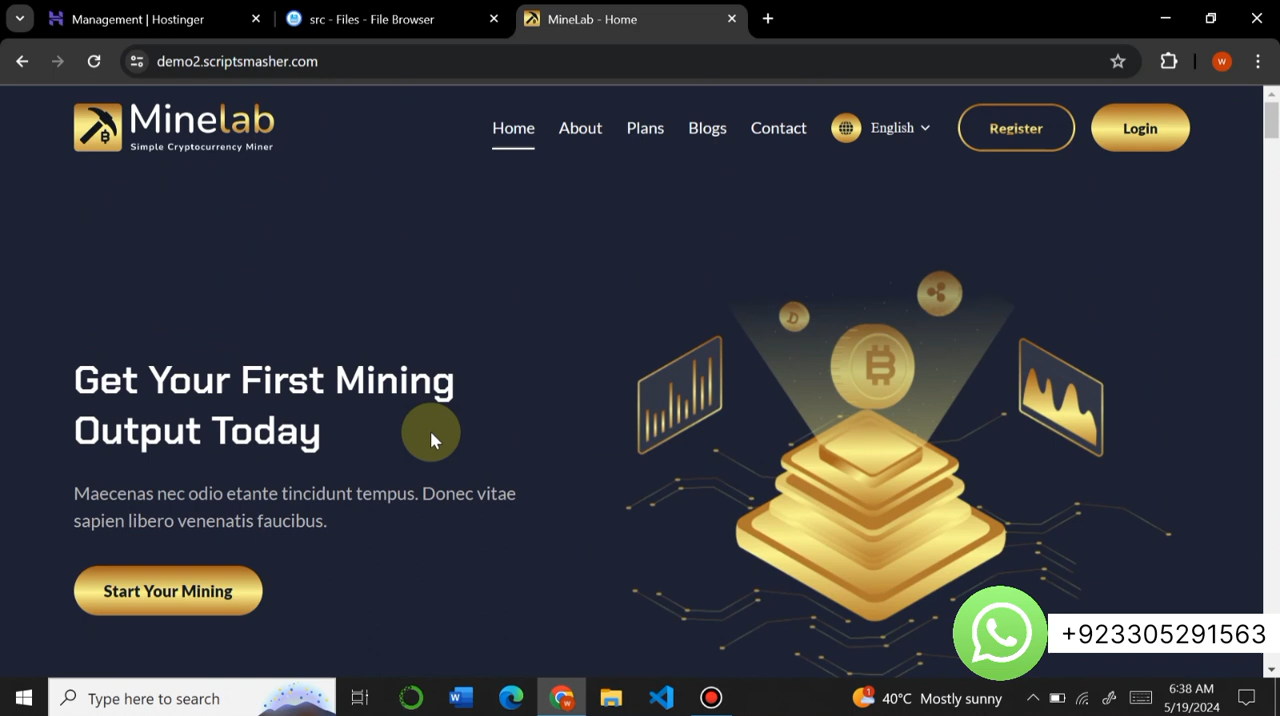 Management | Hostinger
src - Files - File Browser
MineLab - Home
demo2.scriptsmasher.com
W
Minelab
Simple Cryptocurrency Miner
Home
About
Plans
Blogs
Contact
English
Register
Login
Get Your First Mining
Output Today
Maecenas nec odio etante tincidunt tempus. Donec vitae
sapien libero venenatis faucibus.
Start Your Mining
+923305291563
Type here to search
1
40°C Mostly sunny
6:38 AM
5/19/2024